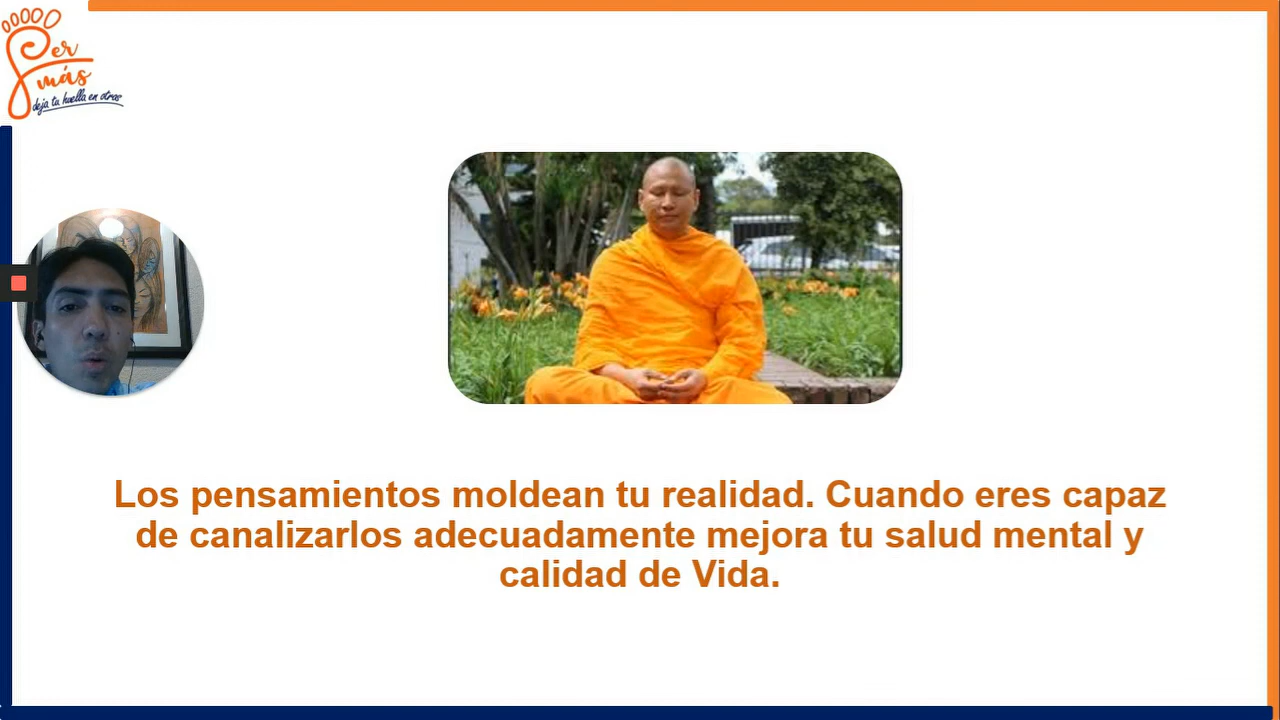 Ser
más
deja tu huella en otros
Los pensamientos moldean tu realidad. Cuando eres capaz
de canalizarlos adecuadamente mejora tu salud mental y
calidad de Vida.